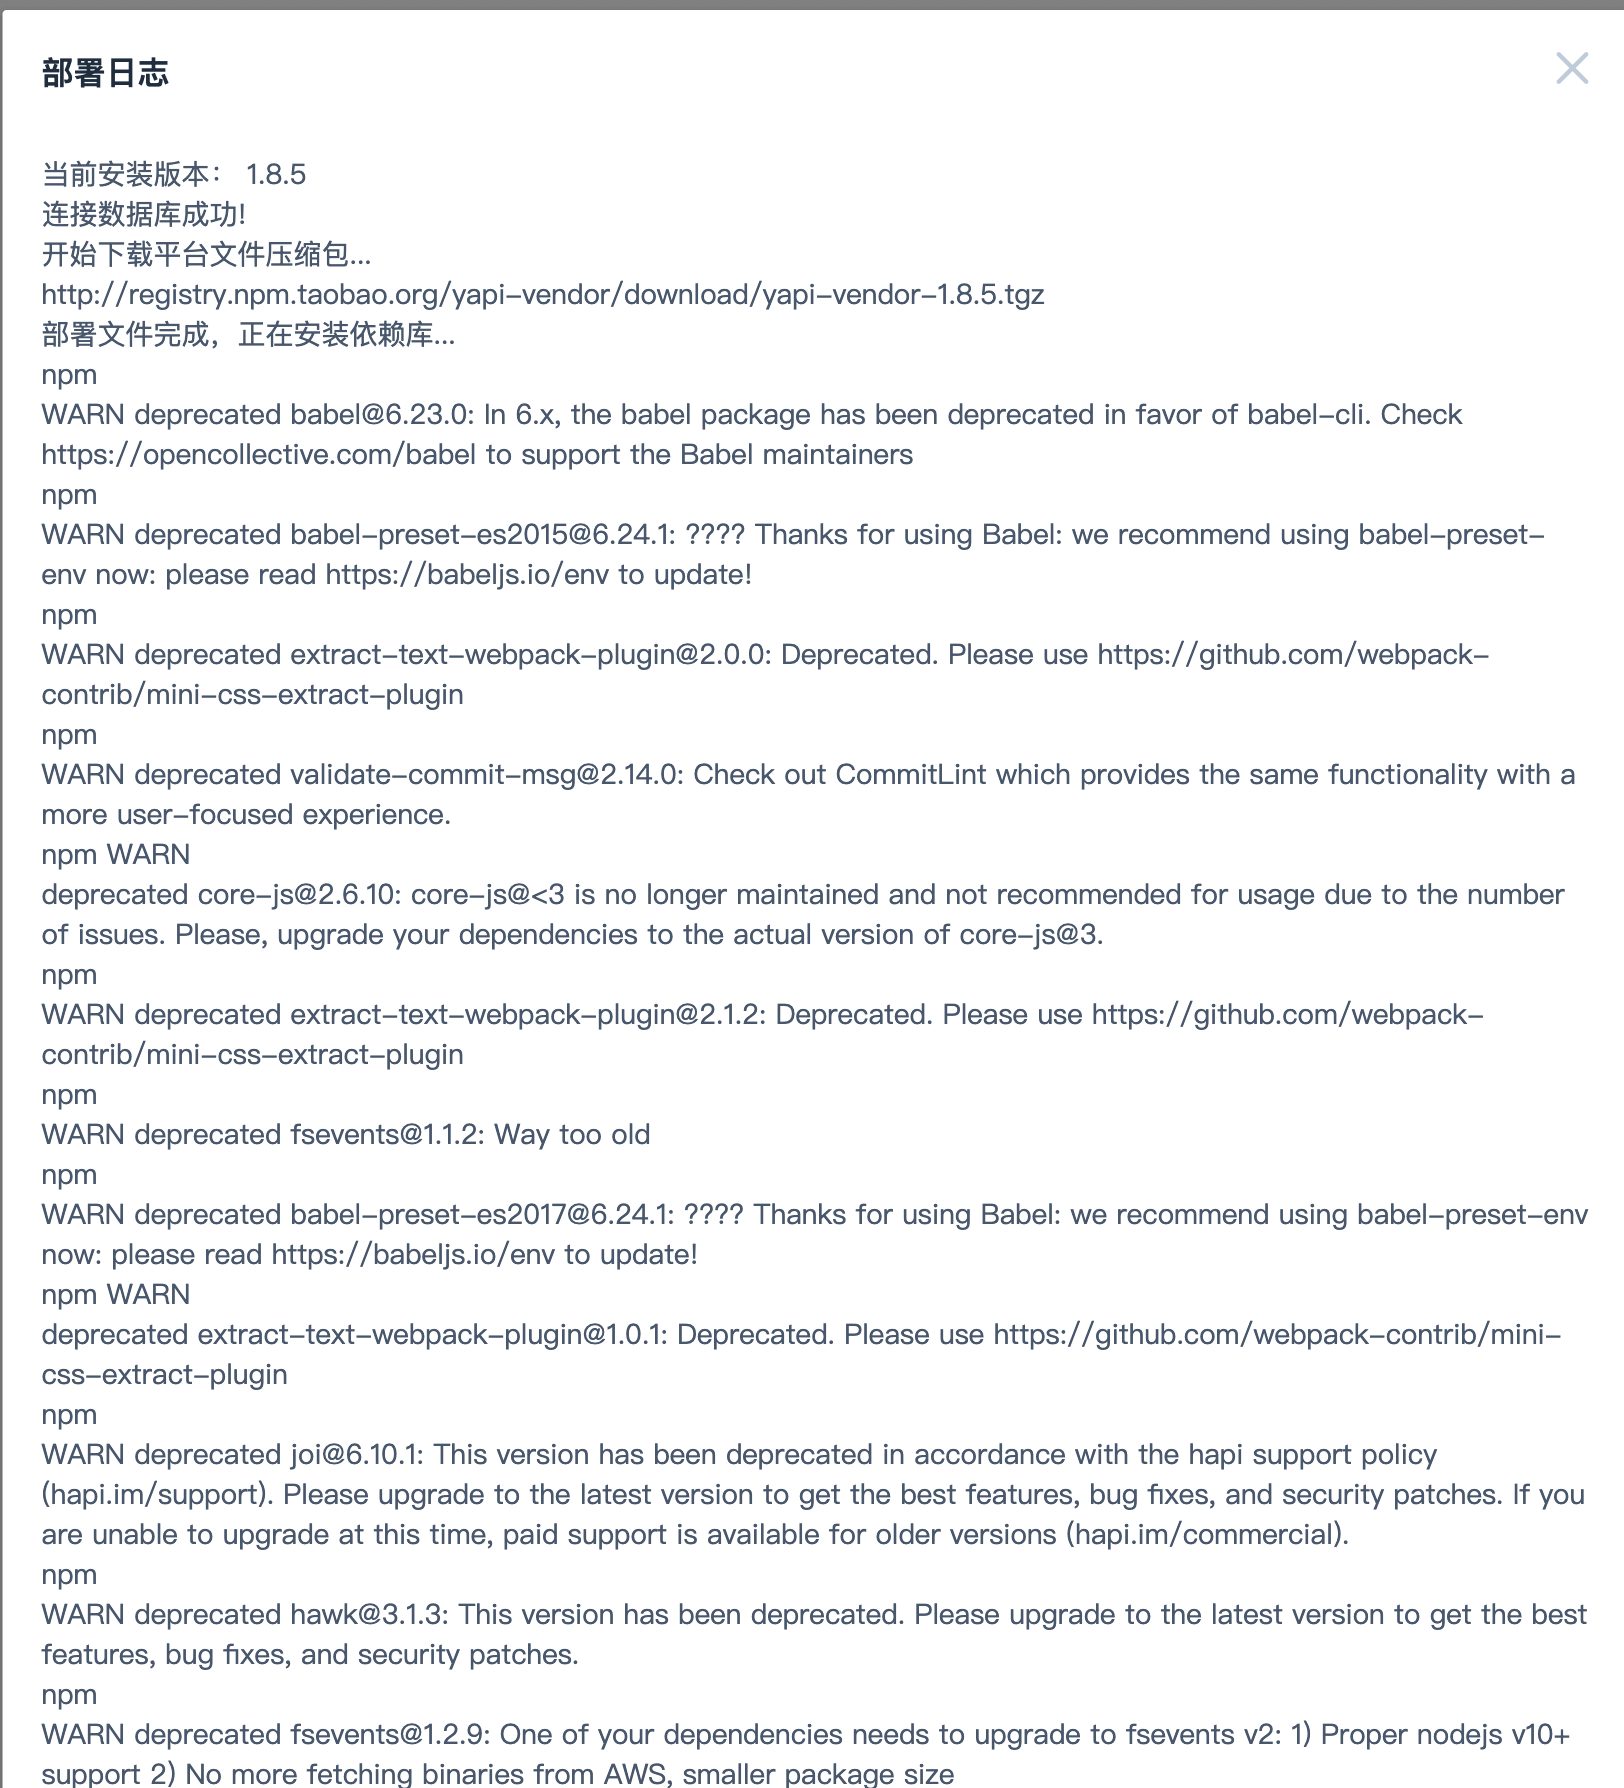 部署日志
当前安装版本： 1.8.5
连接数据库成功!
开始下载平台文件压缩包...
http://registry.npm.taobao.org/yapi-vendor/download/yapi-vendor-1.8.5.tgz
部署文件完成，正在安装依赖库...
npm
WARN deprecated babel@6.23.0: In 6.x, the babel package has been deprecated in favor of babel-cli. Check
https://opencollective.com/babel to support the Babel maintainers
npm
WARN deprecated babel-preset-es2015@6.24.1: ???? Thanks for using Babel: we recommend using babel-preset-
env now: please read https://babeljs.io/env to update!
npm
WARN deprecated extract-text-webpack-plugin@2.0.0: Deprecated. Please use https://github.com/webpack-
contrib/mini-css-extract-plugin
npm
WARN deprecated validate-commit-msg@2.14.0: Check out CommitLint which provides the same functionality with a
more user-focused experience.
npm WARN
deprecated core-js@2.6.10: core-js@<3 is no longer maintained and not recommended for usage due to the number
of issues. Please, upgrade your dependencies to the actual version of core-js@3.
npm
WARN deprecated extract-text-webpack-plugin@2.1.2: Deprecated. Please use https://github.com/webpack-
contrib/mini-css-extract-plugin
npm
WARN deprecated fsevents@1.1.2: Way too old
npm
WARN deprecated babel-preset-es2017@6.24.1: ???? Thanks for using Babel: we recommend using babel-preset-env
now: please read https://babeljs.io/env to update!
npm WARN
deprecated extract-text-webpack-plugin@1.0.1: Deprecated. Please use https://github.com/webpack-contrib/mini-
css-extract-plugin
npm
WARN deprecated joi@6.10.1: This version has been deprecated in accordance with the hapi support policy
(hapi.im/support). Please upgrade to the latest version to get the best features, bug fixes, and security patches. If you
are unable to upgrade at this time, paid support is available for older versions (hapi.im/commercial).
npm
WARN deprecated hawk@3.1.3: This version has been deprecated. Please upgrade to the latest version to get the best
features, bug fixes, and security patches.
npm
WARN deprecated fsevents@1.2.9: One of your dependencies needs to upgrade to fsevents v2: 1) Proper nodejs v10+
support 2) No more fetching binaries from AWS, smaller package size